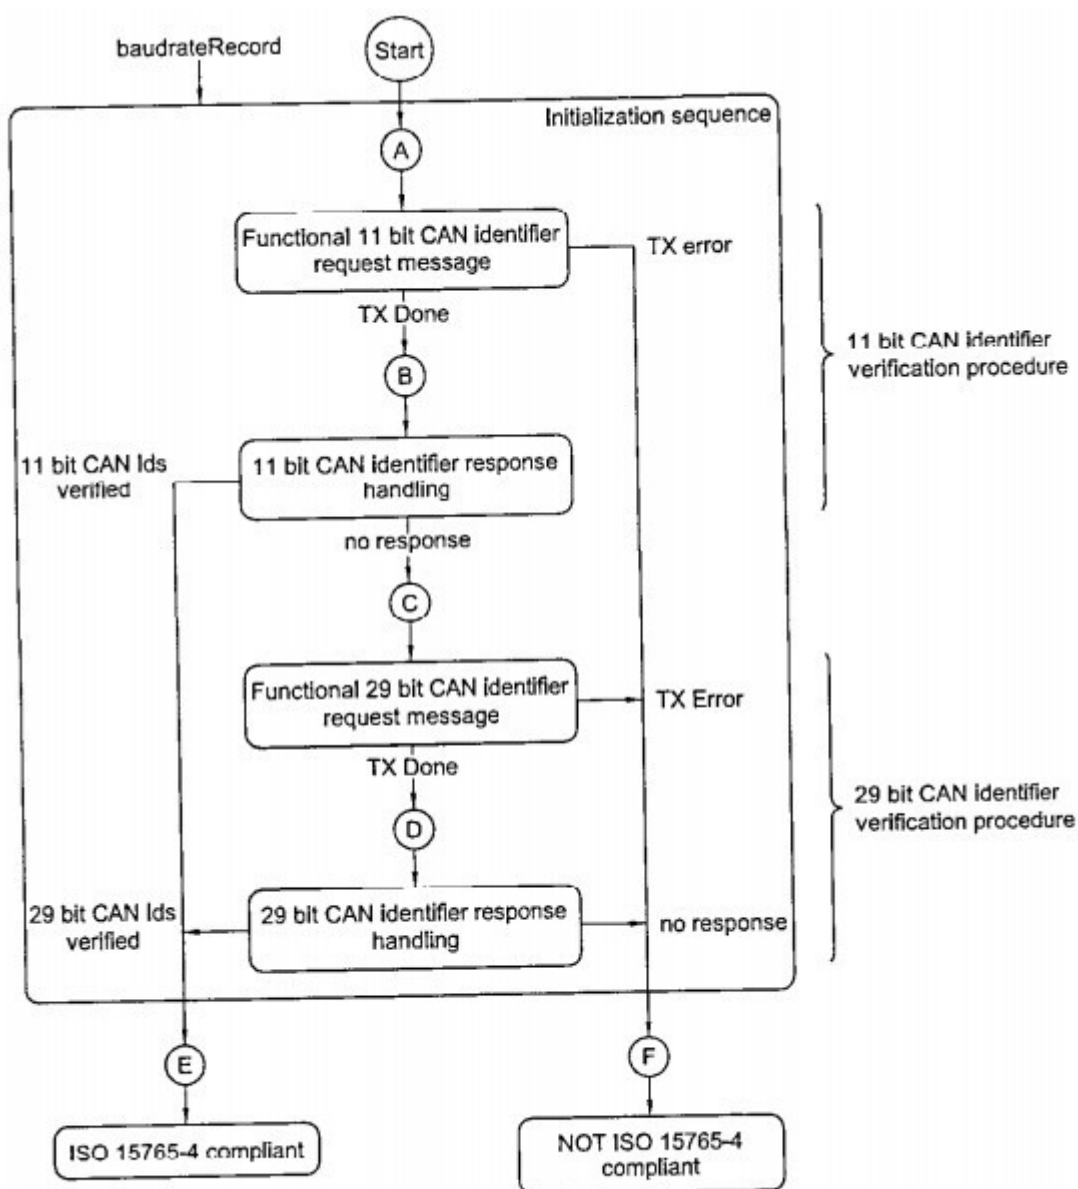 baudrateRecord
Start
Initialization sequence
A
Functional 11 bit CAN identifier
request message
TX error
TX Done
B
11 bit CAN identifier
verification procedure
11 bit CAN Ids
verified
11 bit CAN identifier response
handling
no response
C
Functional 29 bit CAN identifier
request message
TX Error
TX Done
D
29 bit CAN identifier
verification procedure
29 bit CAN Ids
verified
29 bit CAN identifier response
handling
no response
E
F
ISO 15765-4 compliant
NOT ISO 15765-4
compliant